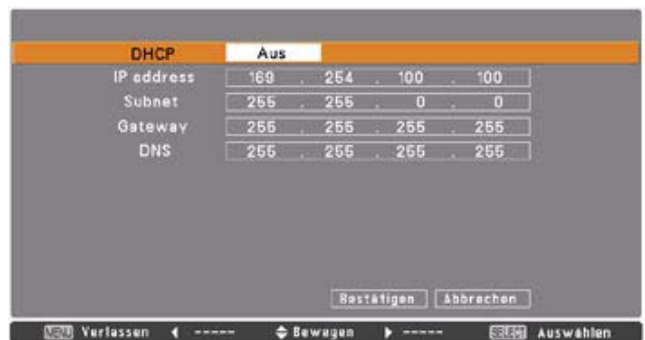 DHCP Aus
IP address 169 . 254 . 100 . 100
Subnet 255 . 255 . 0 . 0
Gateway 255 . 255 . 255 . 255
DNS 255 . 255 . 255 . 255
Bestätigen Abbrechen
MENU Verlassen ◀ ----- Bewegen ▶ ----- SELECT Auswählen